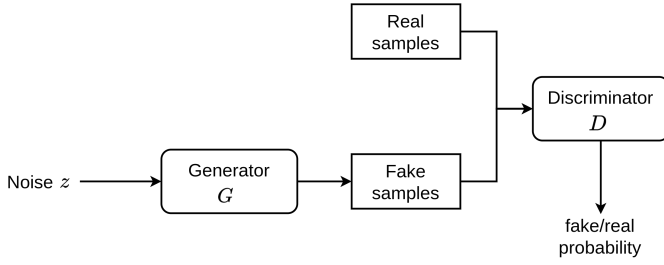 Real
samples
Discriminator
D
Noise z
Generator
G
Fake
samples
fake/real
probability